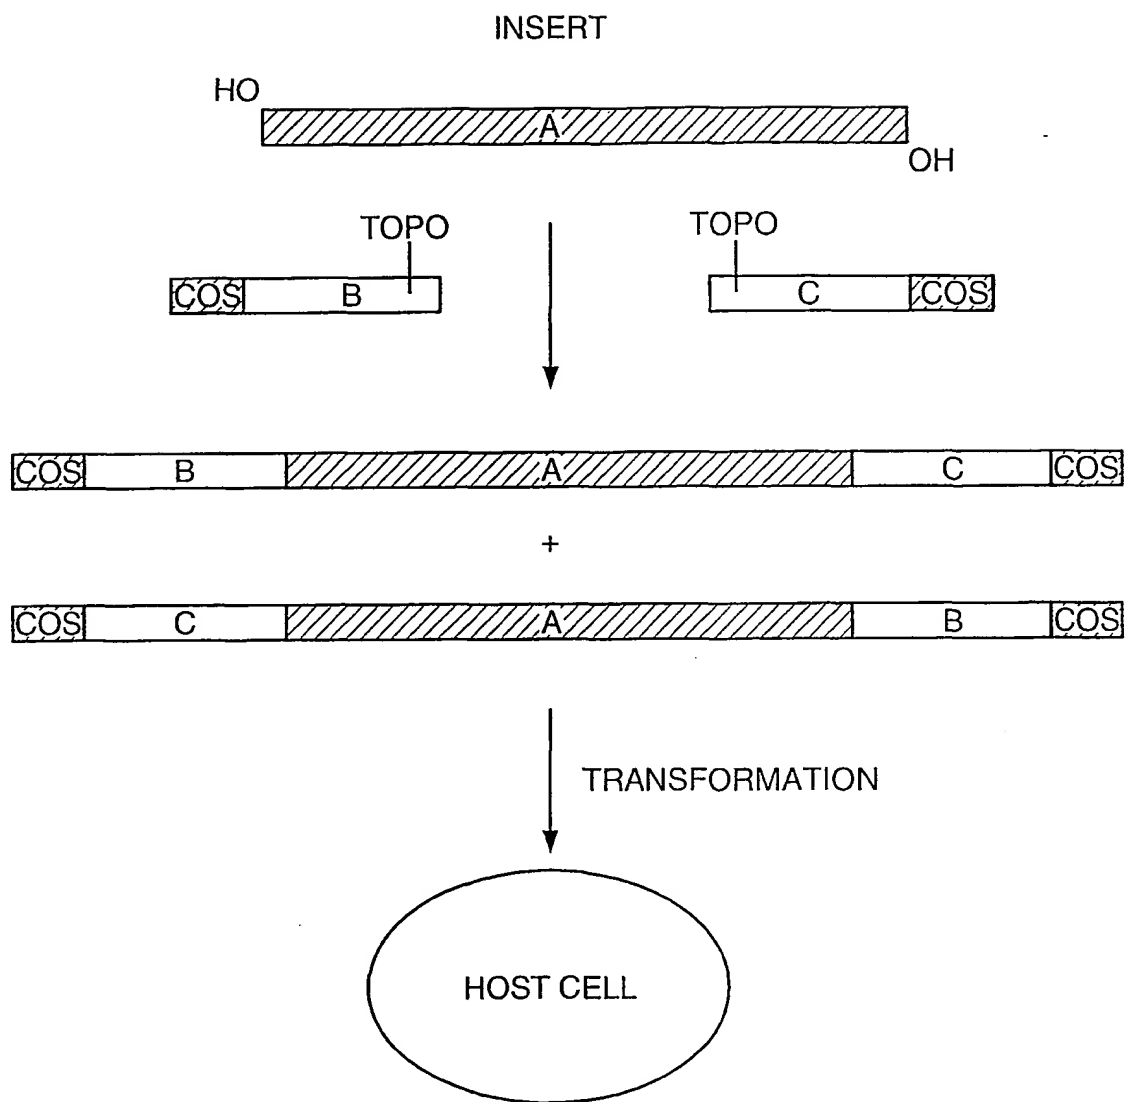 INSERT
HO
A
OH
TOPO
TOPO
COS B
C COS
COS B A C COS
+
COS C A B COS
TRANSFORMATION
HOST CELL